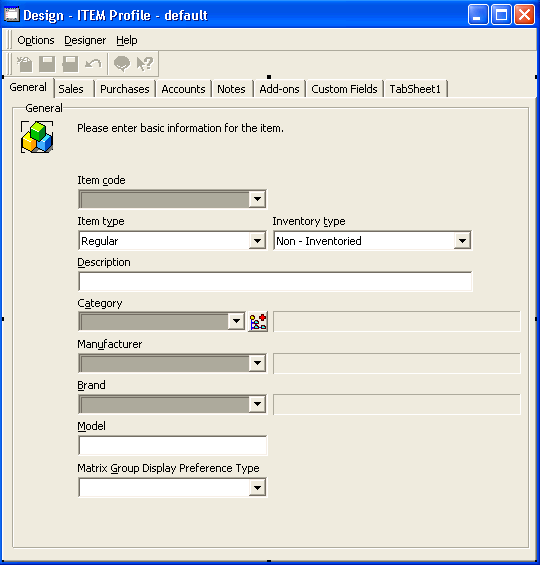 Design - ITEM Profile - default
Options Designer Help
General Sales Purchases Accounts Notes Add-ons Custom Fields TabSheet1
General
Please enter basic information for the item.
Item code
Item type Inventory type
Regular Non - Inventoried
Description
Category
Manufacturer
Brand
Model
Matrix Group Display Preference Type